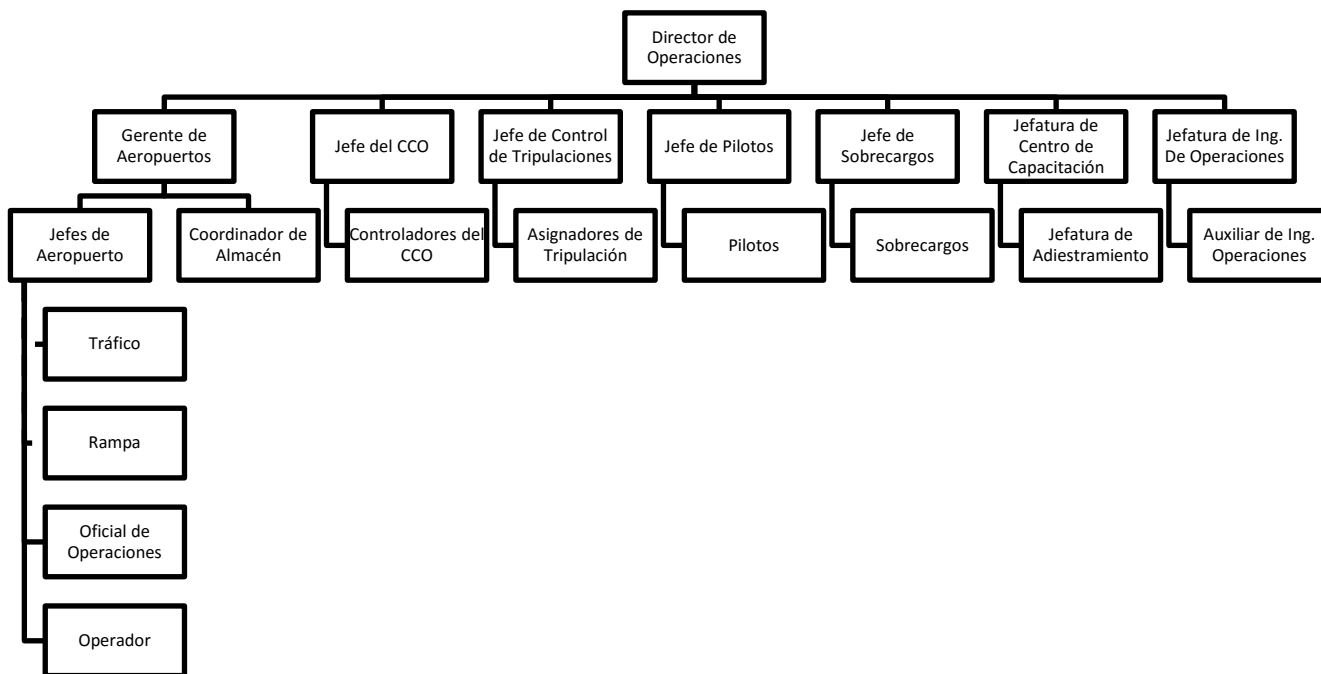 Director de
Operaciones
Gerente de
Aeropuertos
Jefe del CCO
Jefe de Control
de Tripulaciones
Jefe de Pilotos
Jefe de
Sobrecargos
Jefatura de
Centro de
Capacitación
Jefatura de Ing.
De Operaciones
Jefes de
Aeropuerto
Coordinador de
Almacén
Controladores del
CCO
Asignadores de
Tripulación
Pilotos
Sobrecargos
Jefatura de
Adiestramiento
Auxiliar de Ing.
Operaciones
Tráfico
Rampa
Oficial de
Operaciones
Operador